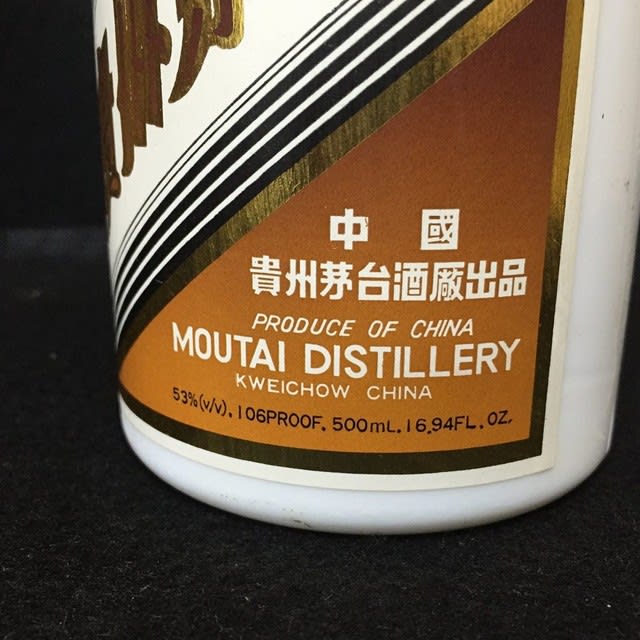 中國
貴州茅台酒廠出品
PRODUCE OF CHINA
MOUTAI DISTILLERY
KWEICHOW CHINA
53%(v/v). 106PROOF. 500mL. 16.94FL. OZ.